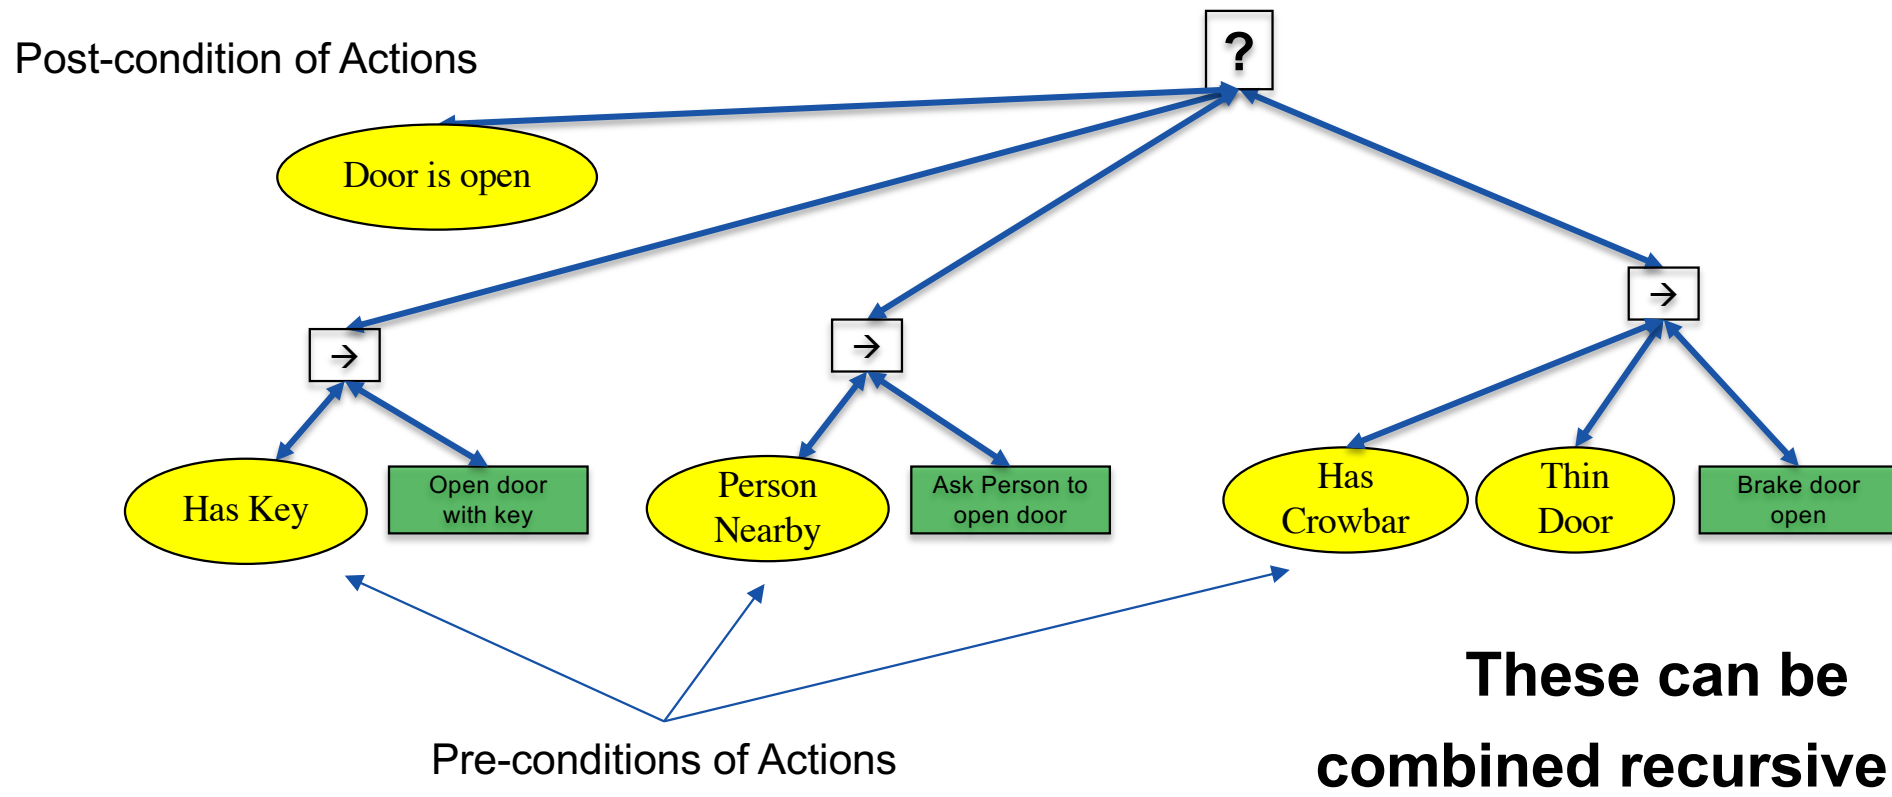 ?
Post-condition of Actions
Door is open
→
→
→
Has Key
Open door
with key
Person
Nearby
Ask Person to
open door
Has
Crowbar
Thin
Door
Brake door
open
Pre-conditions of Actions
These can be
combined recursive